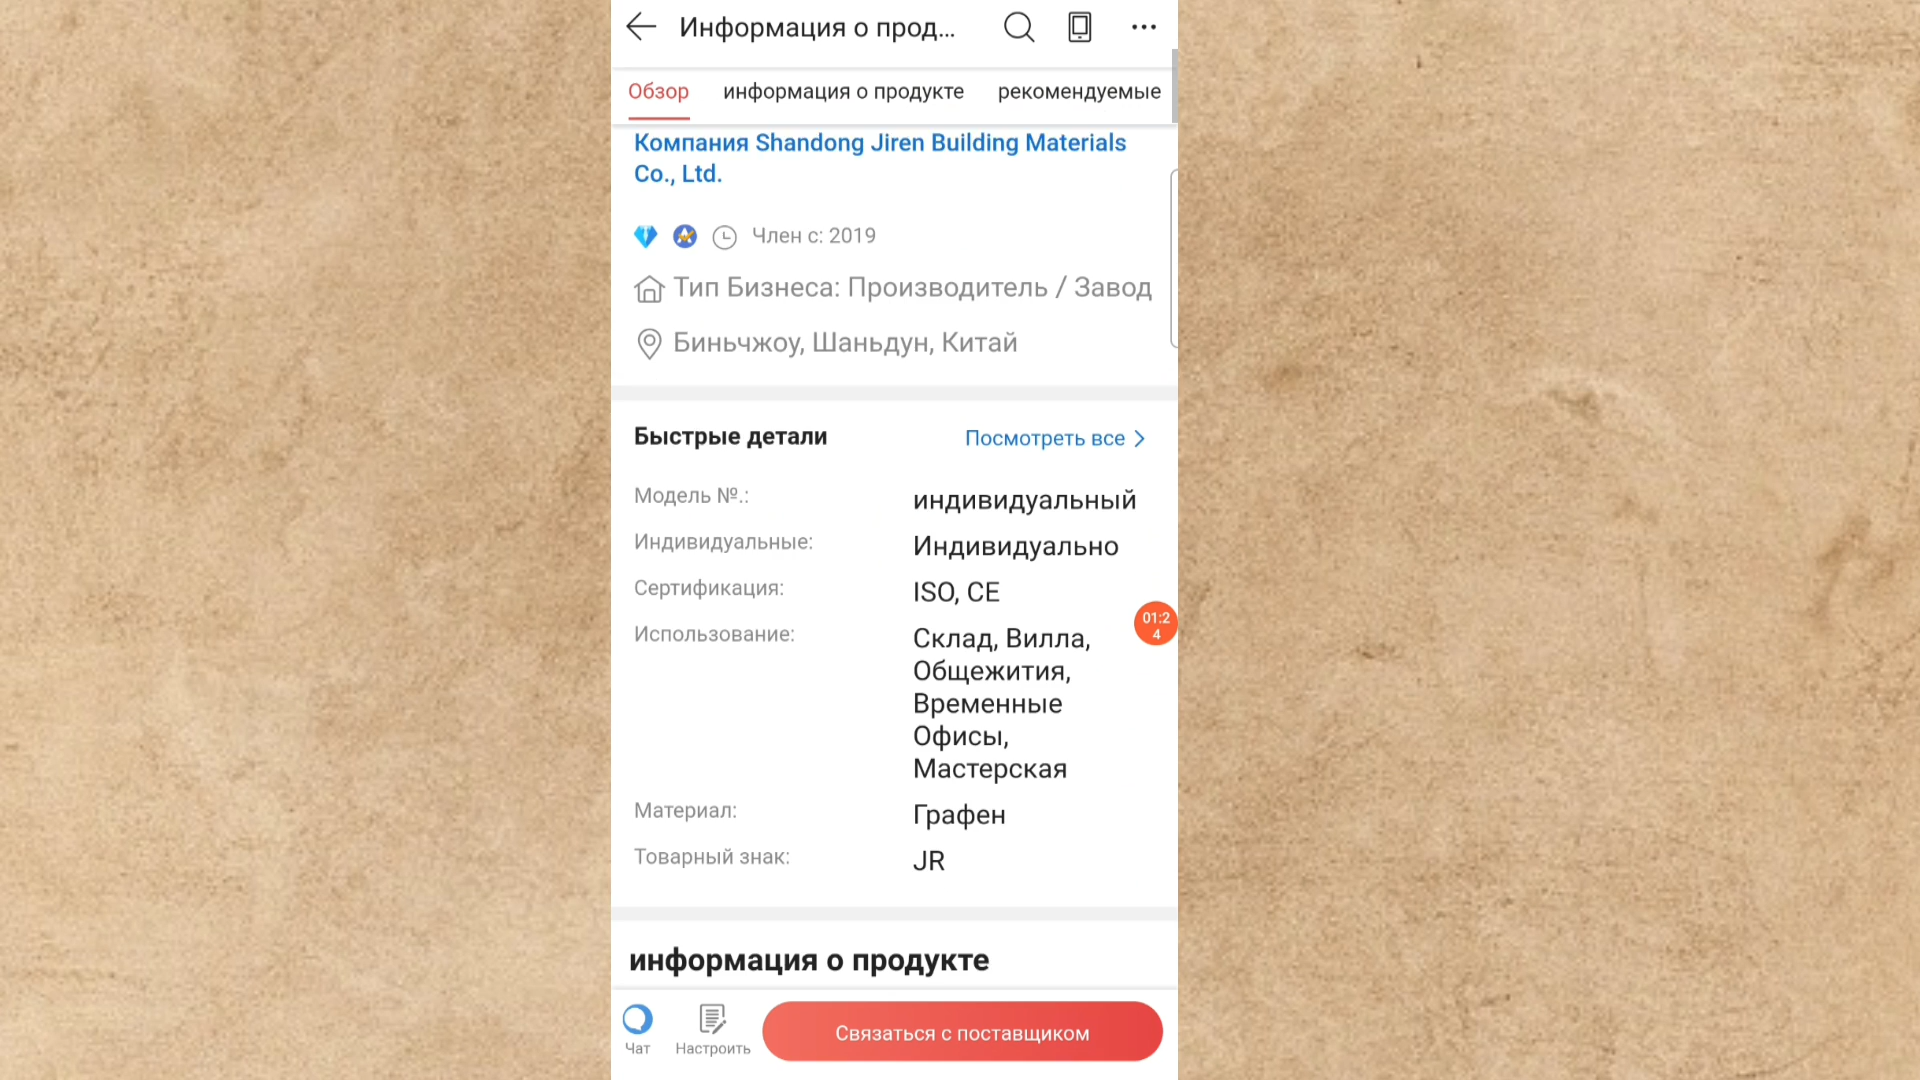 Информация о прод...
Обзор информация о продукте рекомендуемые
Компания Shandong Jiren Building Materials
Co., Ltd.
Член с: 2019
Тип Бизнеса: Производитель / Завод
Биньчжоу, Шаньдун, Китай
Быстрые детали Посмотреть все
Модель №.: индивидуальный
Индивидуальные: Индивидуально
Сертификация: ISO, CE
Использование: Склад, Вилла,
Общежития,
Временные
Офисы,
Мастерская
01:2
4
Материал: Графен
Товарный знак: JR
информация о продукте
Чат Настроить Связаться с поставщиком